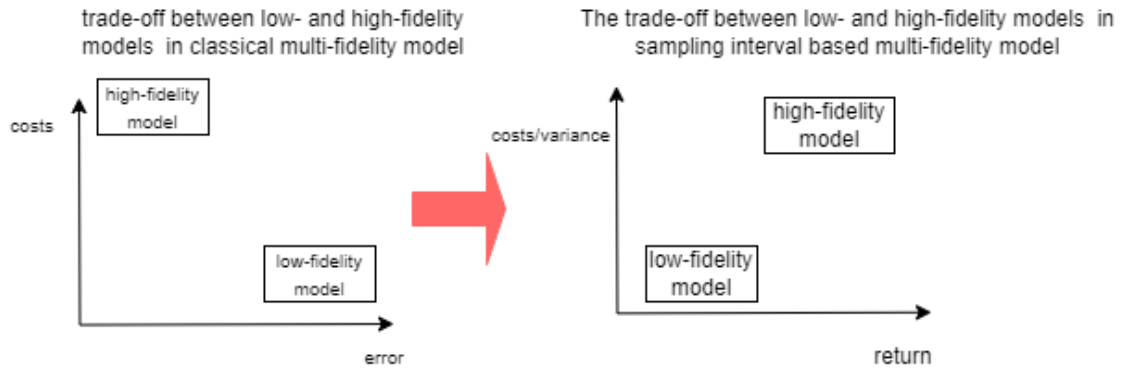 trade-off between low- and high-fidelity
models in classical multi-fidelity model
high-fidelity
model
costs
low-fidelity
model
error
The trade-off between low- and high-fidelity models in
sampling interval based multi-fidelity model
high-fidelity
model
costs/variance
low-fidelity
model
return